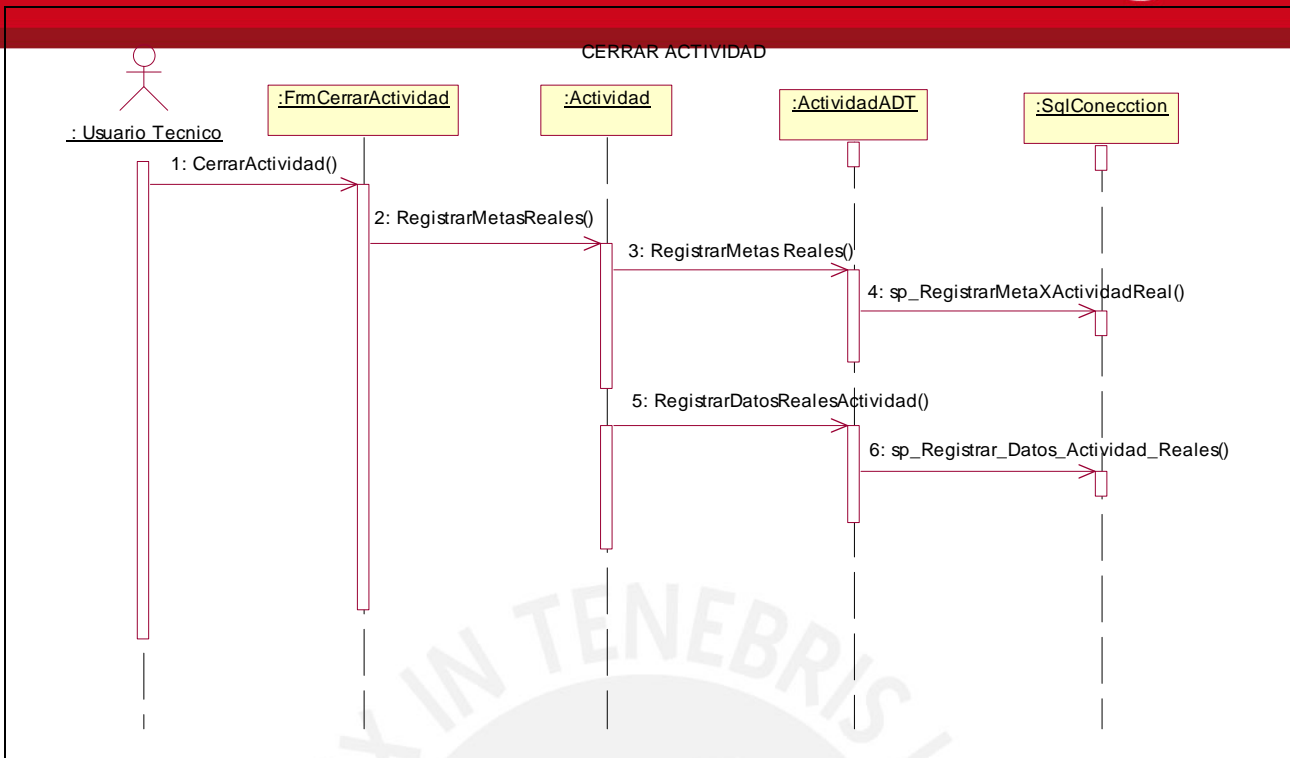 CERRAR ACTIVIDAD
: Usuario Tecnico
:FrmCerrarActividad
:Actividad
:ActividadADT
:SqlConecction
1: CerrarActividad()
2: RegistrarMetasReales()
3: RegistrarMetas Reales()
4: sp_RegistrarMetaXActividadReal()
5: RegistrarDatosRealesActividad()
6: sp_Registrar_Datos_Actividad_Reales()
X IN TENEBRIS